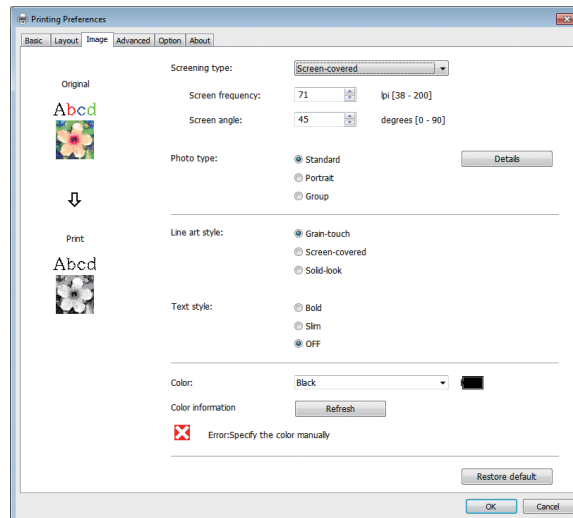 Printing Preferences
Basic Layout Image Advanced Option About
Screening type: Screen-covered
Original
Screen frequency: 71 lpi [38 - 200]
Abcd
Screen angle: 45 degrees [0 - 90]
Photo type: Standard Details
Portrait
Group
Line art style: Grain-touch
Print
Screen-covered
Abcd
Solid-look
Text style: Bold
Slim
OFF
Color: Black
Color information Refresh
Error:Specify the color manually
Restore default
OK Cancel